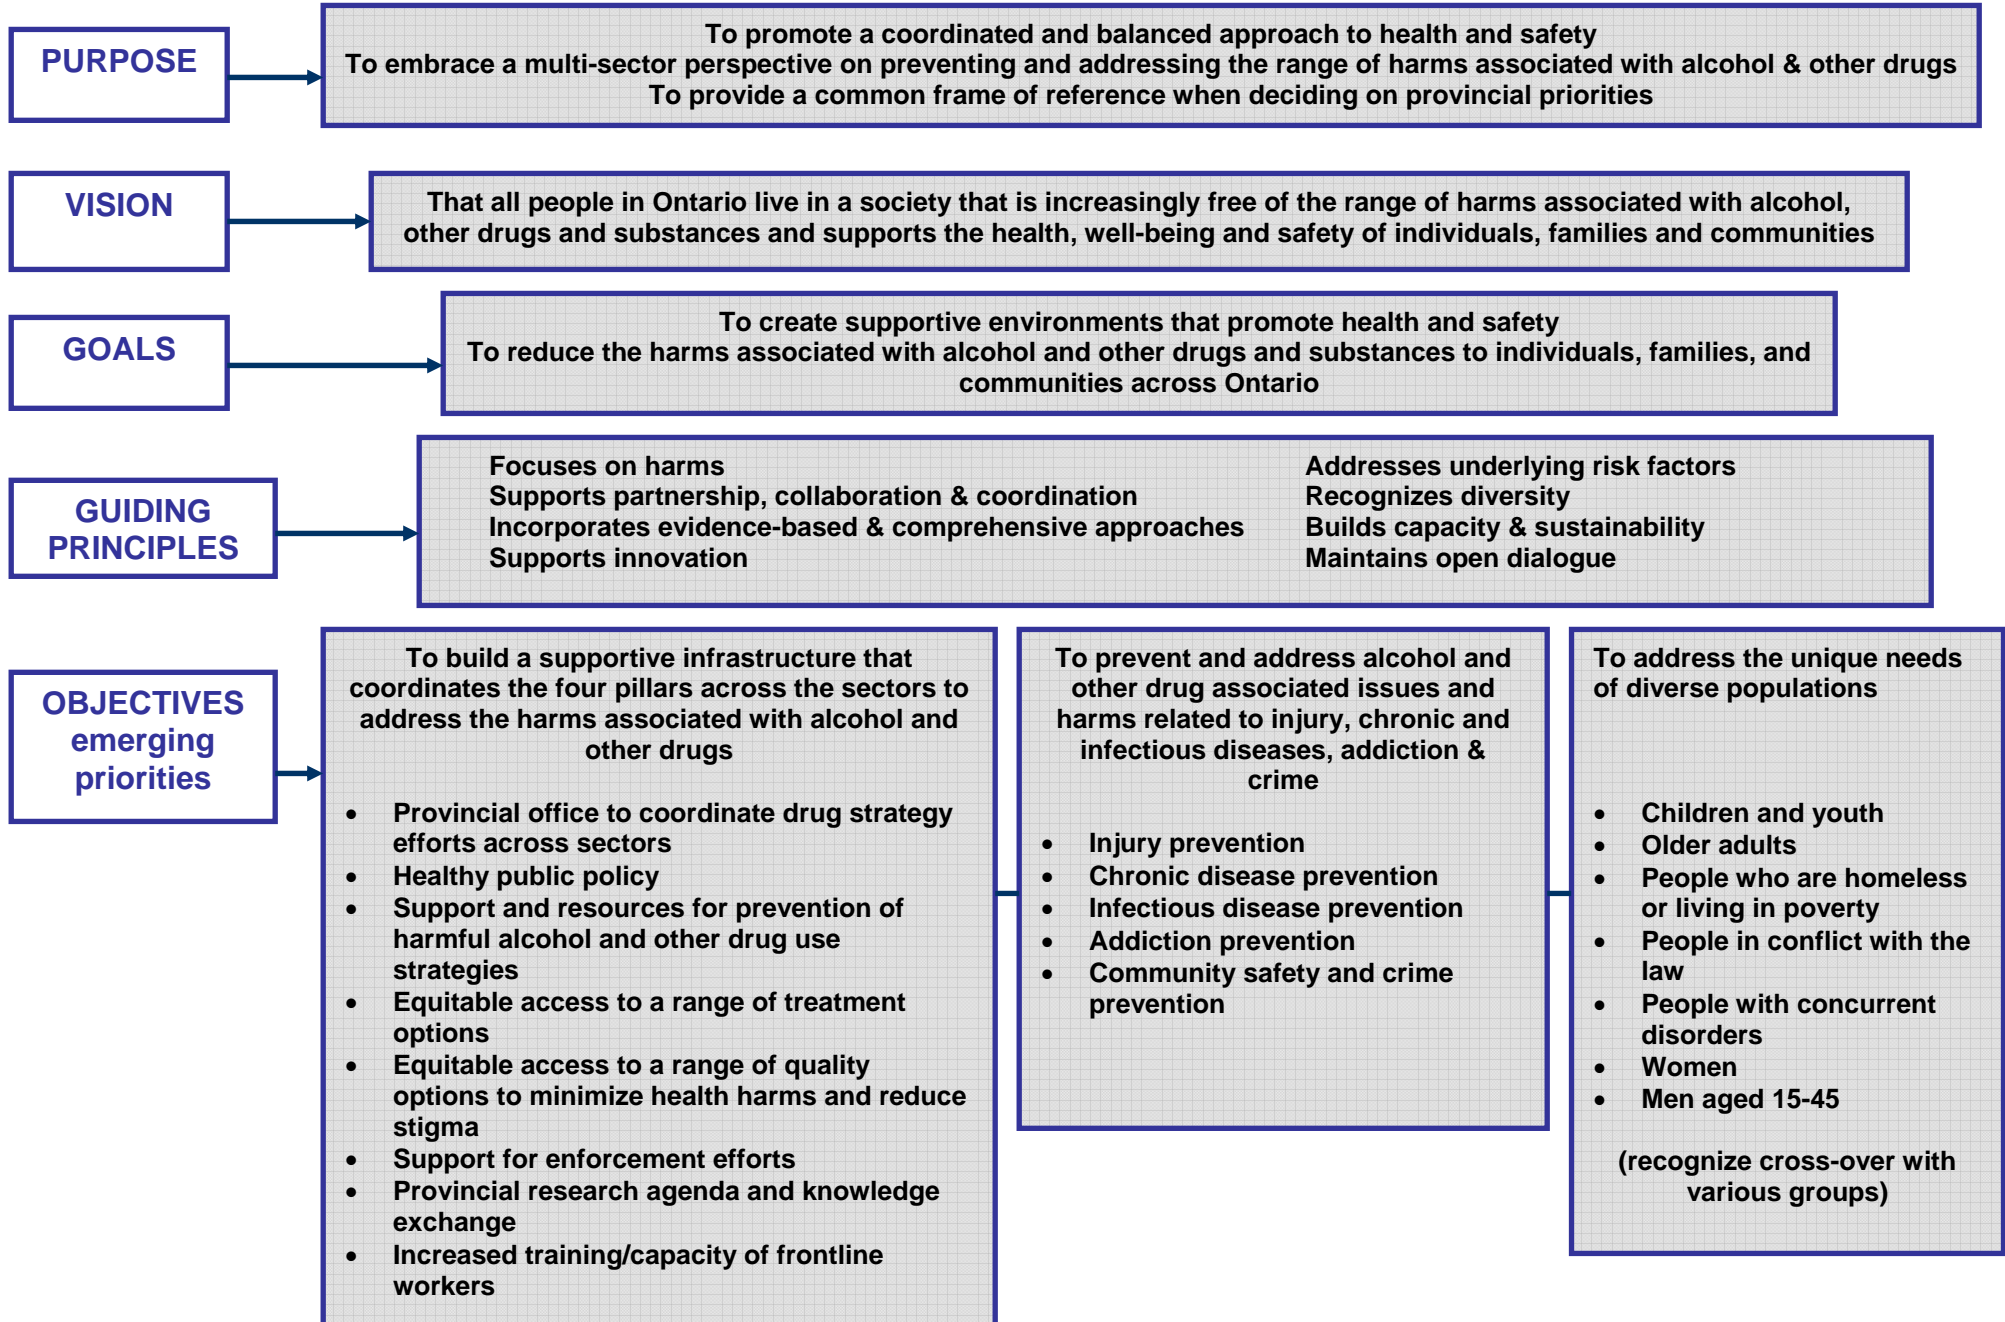 PURPOSE
To promote a coordinated and balanced approach to health and safety
To embrace a multi-sector perspective on preventing and addressing the range of harms associated with alcohol & other drugs
To provide a common frame of reference when deciding on provincial priorities
VISION
That all people in Ontario live in a society that is increasingly free of the range of harms associated with alcohol,
other drugs and substances and supports the health, well-being and safety of individuals, families and communities
GOALS
To create supportive environments that promote health and safety
To reduce the harms associated with alcohol and other drugs and substances to individuals, families, and
communities across Ontario
GUIDING
PRINCIPLES
Focuses on harms
Supports partnership, collaboration & coordination
Incorporates evidence-based & comprehensive approaches
Supports innovation
Addresses underlying risk factors
Recognizes diversity
Builds capacity & sustainability
Maintains open dialogue
OBJECTIVES
emerging
priorities
To build a supportive infrastructure that
coordinates the four pillars across the sectors to
address the harms associated with alcohol and
other drugs
• Provincial office to coordinate drug strategy
efforts across sectors
• Healthy public policy
• Support and resources for prevention of
harmful alcohol and other drug use
strategies
• Equitable access to a range of treatment
options
• Equitable access to a range of quality
options to minimize health harms and reduce
stigma
• Support for enforcement efforts
• Provincial research agenda and knowledge
exchange
• Increased training/capacity of frontline
workers
To prevent and address alcohol and
other drug associated issues and
harms related to injury, chronic and
infectious diseases, addiction &
crime
• Injury prevention
• Chronic disease prevention
• Infectious disease prevention
• Addiction prevention
• Community safety and crime
prevention
To address the unique needs
of diverse populations
• Children and youth
• Older adults
• People who are homeless
or living in poverty
• People in conflict with the
law
• People with concurrent
disorders
• Women
• Men aged 15-45
(recognize cross-over with
various groups)